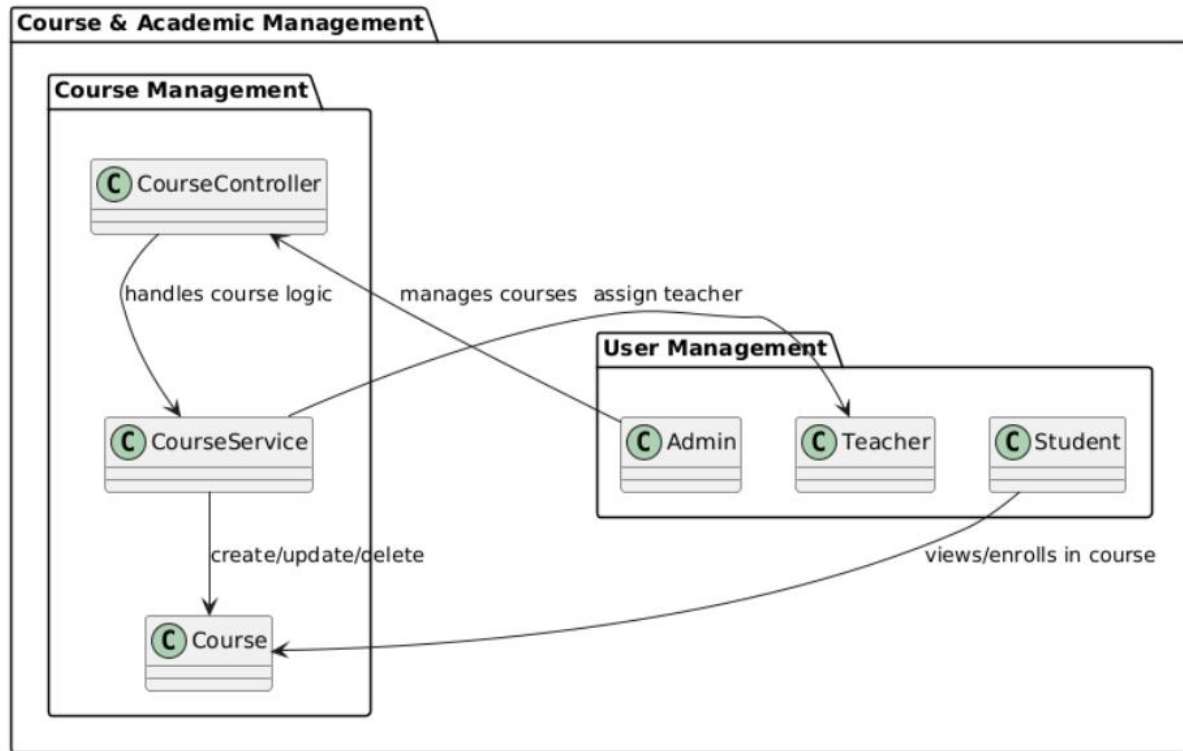 Course & Academic Management
Course Management
C CourseController
handles course logic
manages courses
assign teacher
User Management
C CourseService
C Admin
C Teacher
C Student
create/update/delete
views/enrolls in course
C Course